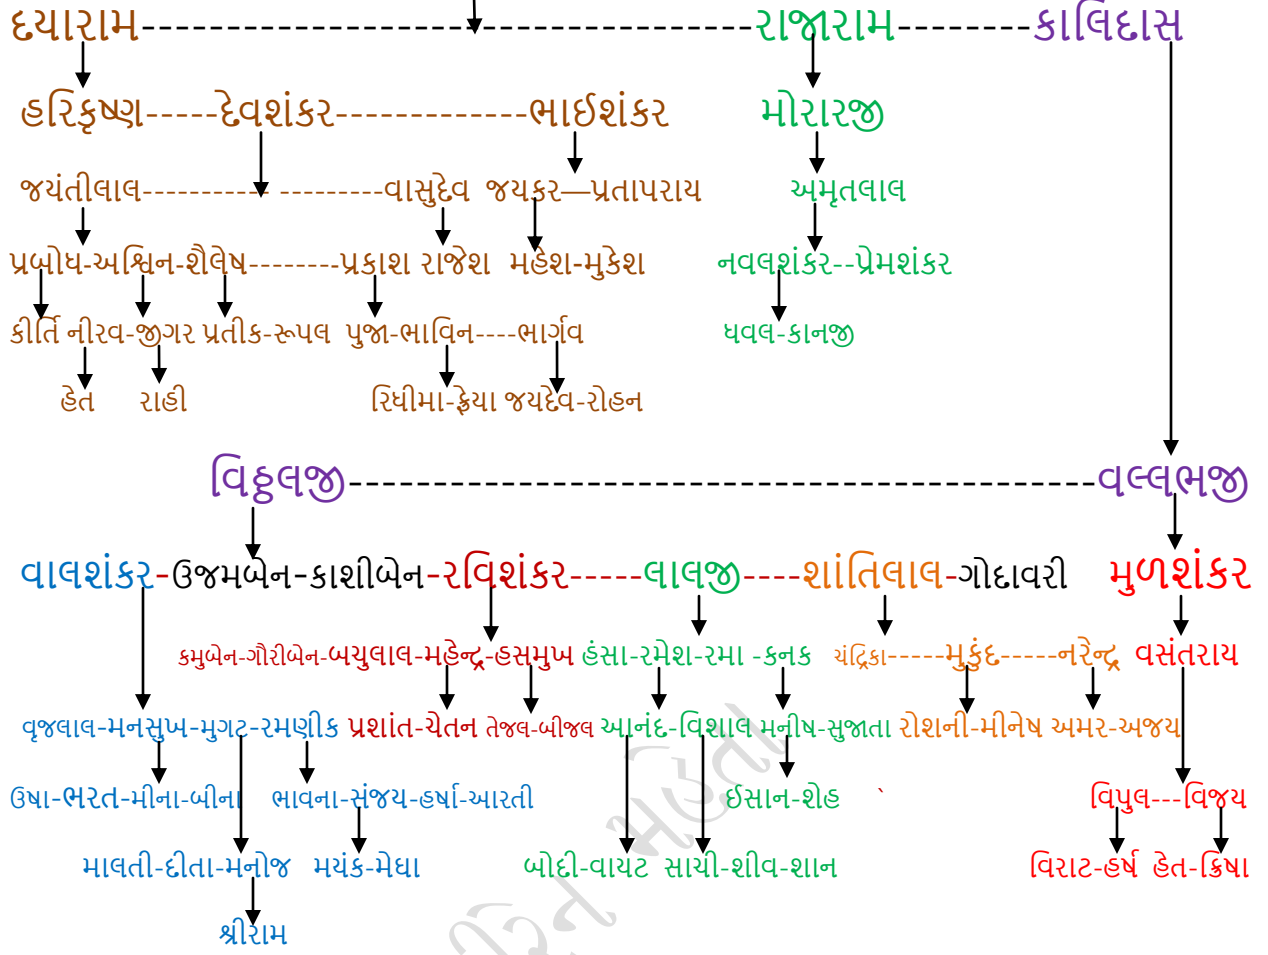 દયારામ-----------------------------------રાજારામ-------કાલિદાસ
હરિકૃષ્ણ-----દેવશંકર-------------ભાઈશંકર મોરારજી
જયંતીલાલ----------- ---------વાસુદેવ જયકર—પ્રતાપરાય અમૃતલાલ
પ્રબોધ-અશ્વિન-શૈલેષ--------પ્રકાશ રાજેશ મહેશ-મુકેશ નવલશંકર--પ્રેમશંકર
કીર્તિ નીરવ-જીગર પ્રતીક-રૂપલ પુજા-ભાવિન----ભાર્ગવ ધવલ-કાનજી
હેત રાહી રિધીમા-ફ્રેયા જયદેવ-રોહન
વિઠ્ઠલજી------------------------------------------વલ્લભજી
વાલશંકર-ઉજમબેન-કાશીબેન-રવિશંકર-----લાલજી----શાંતિલાલ-ગોદાવરી મુળશંકર
કમુબેન-ગૌરીબેન-બચુલાલ-મહેન્દ્ર-હસમુખ હંસા-રમેશ-રમા -કનક ચંદ્રિકા-----મુકુંદ-----નરેન્દ્ર વસંતરાય
વૃજલાલ-મનસુખ-મુગટ-રમણીક પ્રશાંત-ચેતન તેજલ-બીજલ આનંદ-વિશાલ મનીષ-સુજાતા રોશની-મીનેષ અમર-અજય
ઉષા-ભરત-મીના-બીના ભાવના-સંજય-હર્ષા-આરતી ઈસાન-શેહ ` વિપુલ---વિજય
માલતી-દીતા-મનોજ મયંક-મેઘા બોદી-વાયટ સાચી-શીવ-શાન વિરાટ-હર્ષ હેત-ક્રિષા
શ્રીરામ